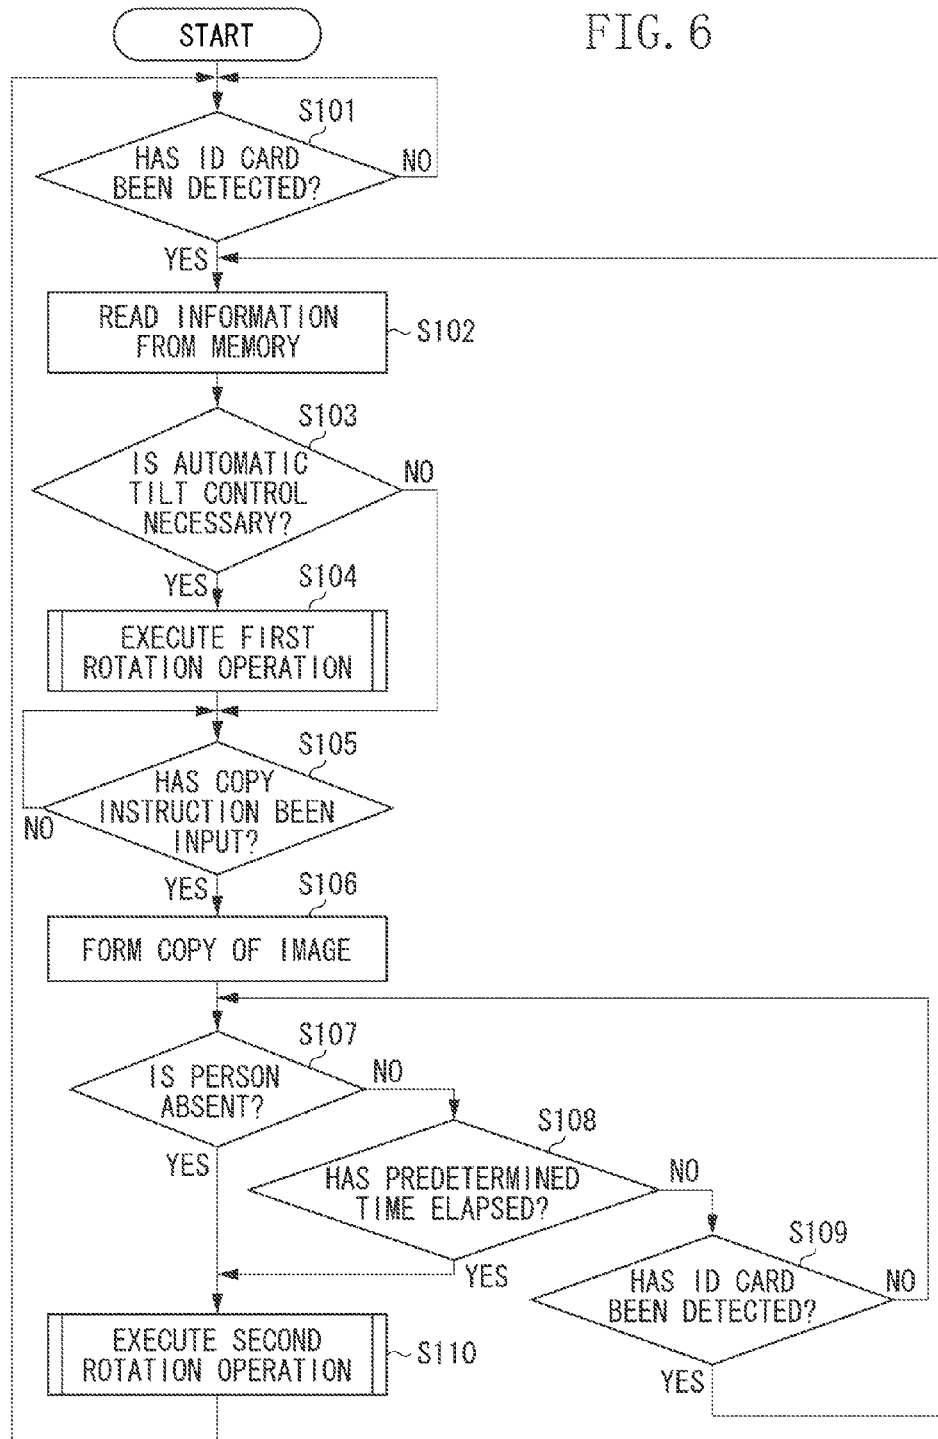 FIG. 6
START
S101
HAS ID CARD
BEEN DETECTED?
NO
YES
READ INFORMATION
FROM MEMORY
S102
S103
IS AUTOMATIC
TILT CONTROL
NECESSARY?
NO
YES
S104
EXECUTE FIRST
ROTATION OPERATION
S105
HAS COPY
INSTRUCTION BEEN
INPUT?
NO
YES
S106
FORM COPY OF IMAGE
S107
IS PERSON
ABSENT?
NO
YES
S108
HAS PREDETERMINED
TIME ELAPSED?
NO
YES
S109
HAS ID CARD
BEEN DETECTED?
NO
YES
EXECUTE SECOND
ROTATION OPERATION
S110